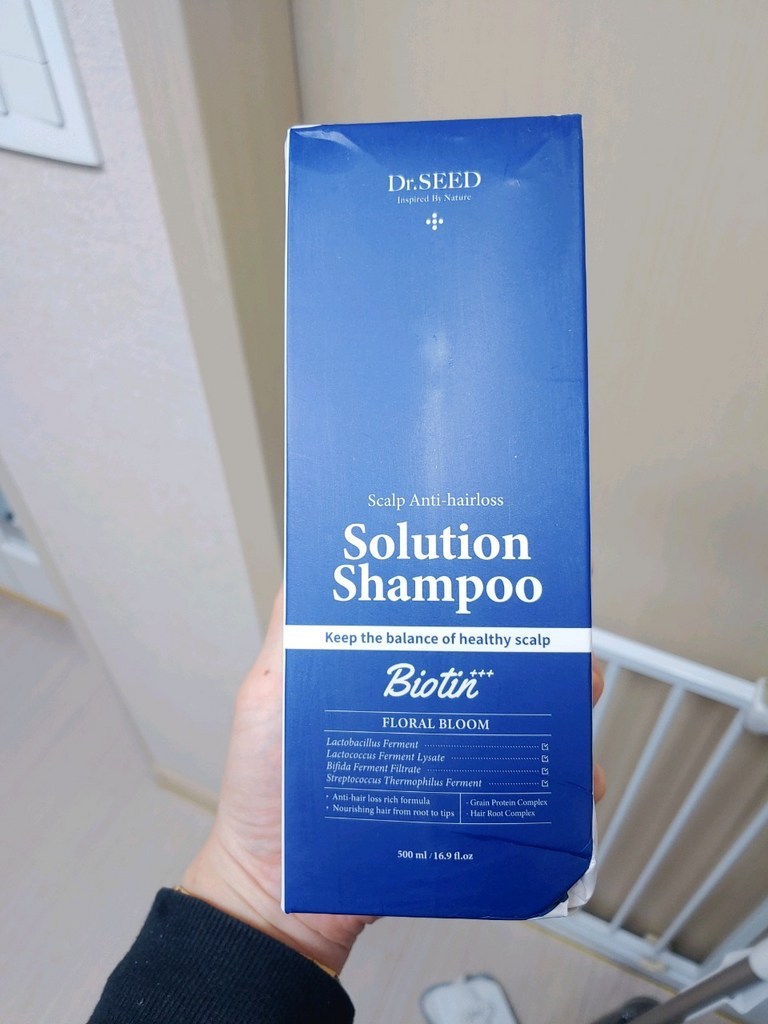 Dr.SEED
Inspired By Nature
Scalp Anti-hairloss
Solution
Shampoo
Keep the balance of healthy scalp
Biotin+++
FLORAL BLOOM
Lactobacillus Ferment
Lactococcus Ferment Lysate
Bifida Ferment Filtrate
Streptococcus Thermophilus Ferment
· Anti-hair loss rich formula
· Nourishing hair from root to tips
- Grain Protein Complex
- Hair Root Complex
500 ml / 16.9 fl.oz